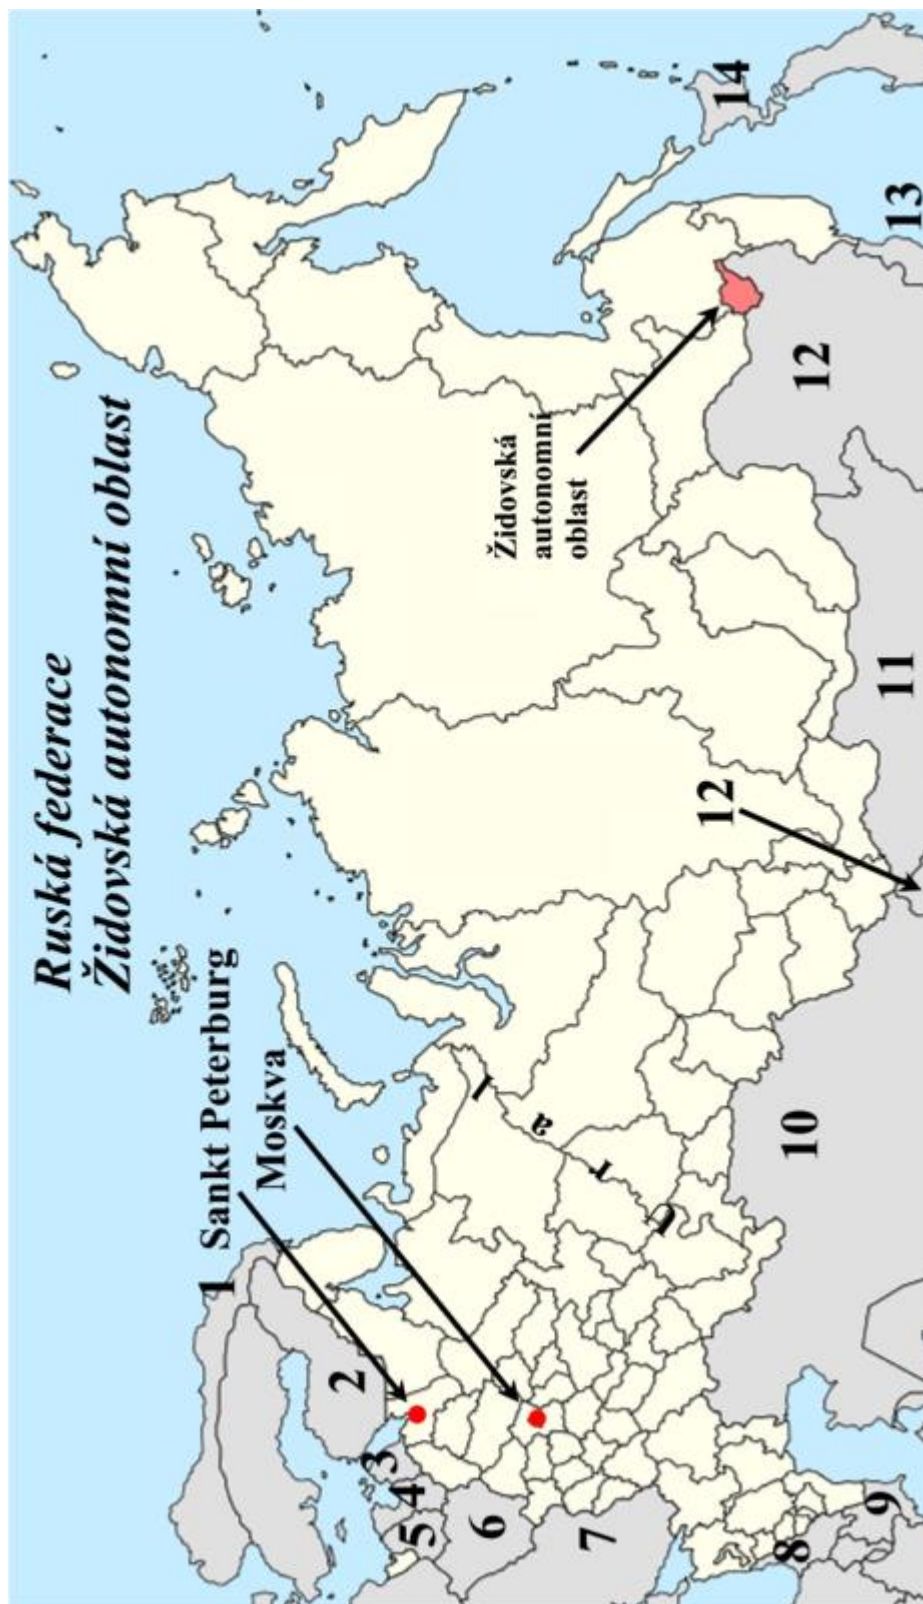 Ruská federace
Židovská autonomní oblast
1
Sankt Peterburg
Moskva
2
3
4
5
6
7
8
9
U r a l
10
12
11
Židovská
autonomní
oblast
12
13
14